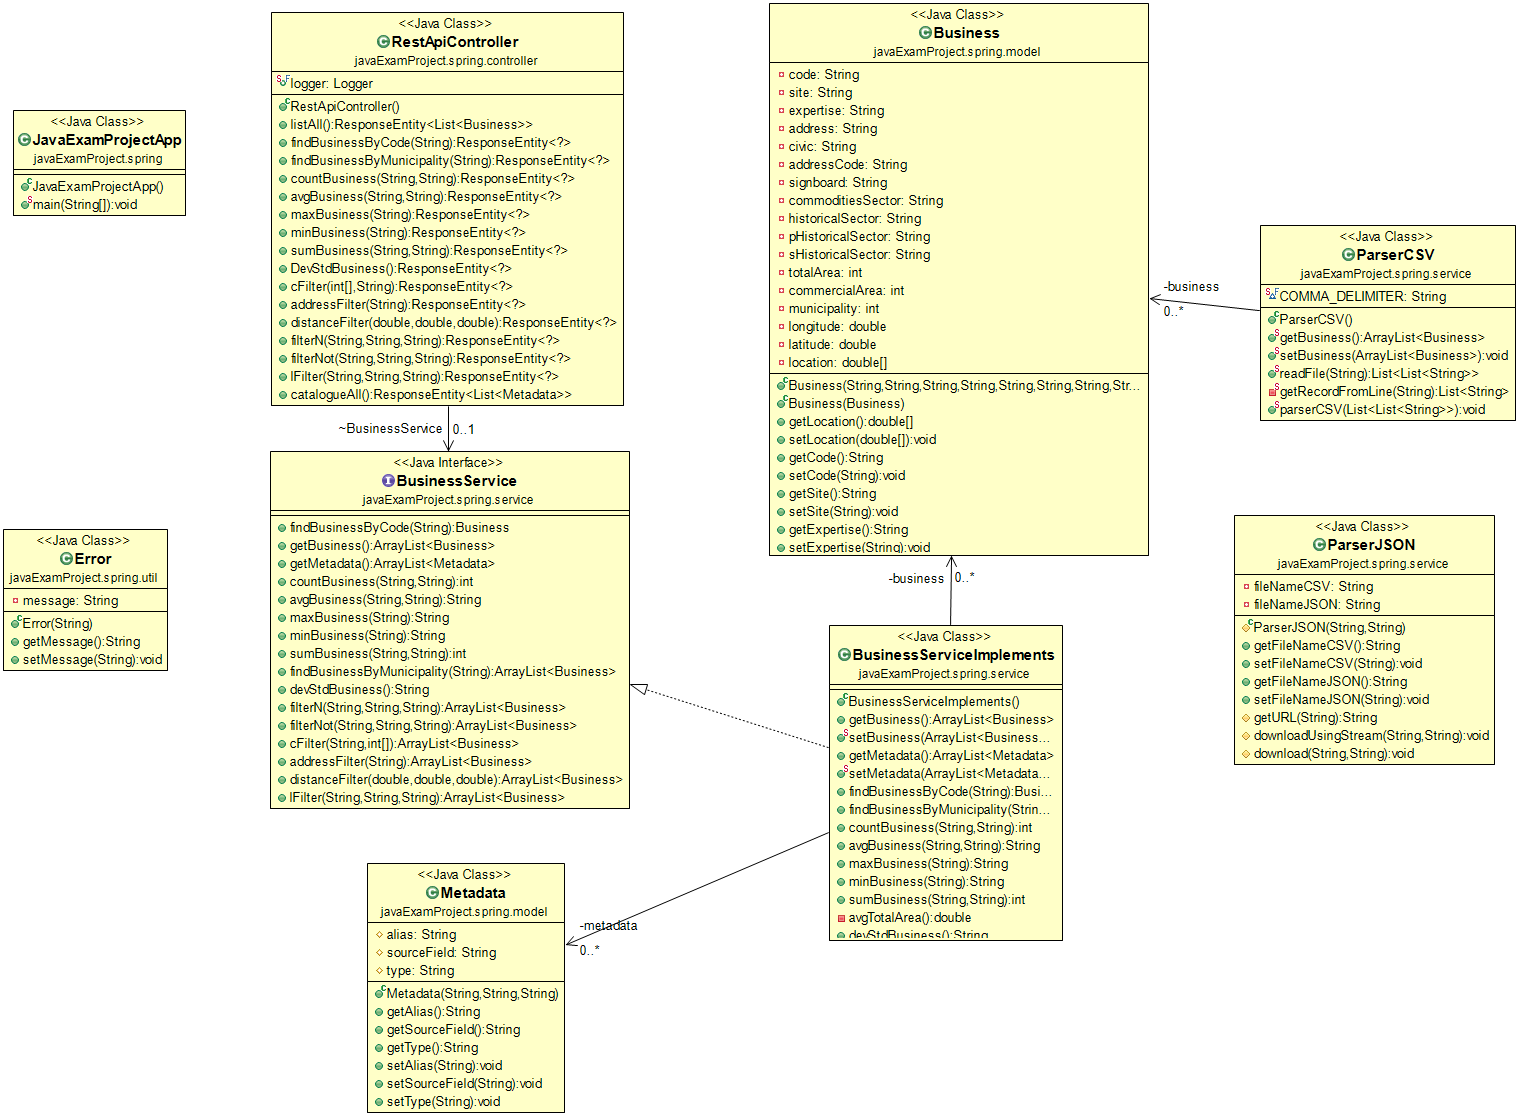 <<Java Class>>
JavaExamProjectApp
javaExamProject.spring
JavaExamProjectApp()
main(String[]):void
<<Java Class>>
RestApiController
javaExamProject.spring.controller
logger: Logger
RestApiController()
listAll():ResponseEntity<List<Business>>
findBusinessByCode(String):ResponseEntity<?>
findBusinessByMunicipality(String):ResponseEntity<?>
countBusiness(String,String):ResponseEntity<?>
avgBusiness(String,String):ResponseEntity<?>
maxBusiness(String):ResponseEntity<?>
minBusiness(String):ResponseEntity<?>
sumBusiness(String,String):ResponseEntity<?>
DevStdBusiness():ResponseEntity<?>
cFilter(int[],String):ResponseEntity<?>
addressFilter(String):ResponseEntity<?>
distanceFilter(double,double,double):ResponseEntity<?>
filterN(String,String,String):ResponseEntity<?>
filterNot(String,String,String):ResponseEntity<?>
lFilter(String,String,String):ResponseEntity<?>
catalogueAll():ResponseEntity<List<Metadata>>
~BusinessService
0..1
<<Java Interface>>
BusinessService
javaExamProject.spring.service
findBusinessByCode(String):Business
getBusiness():ArrayList<Business>
getMetadata():ArrayList<Metadata>
countBusiness(String,String):int
avgBusiness(String,String):String
maxBusiness(String):String
minBusiness(String):String
sumBusiness(String,String):int
findBusinessByMunicipality(String):ArrayList<Business>
devStdBusiness():String
filterN(String,String,String):ArrayList<Business>
filterNot(String,String,String):ArrayList<Business>
cFilter(String,int[]):ArrayList<Business>
addressFilter(String):ArrayList<Business>
distanceFilter(double,double,double):ArrayList<Business>
lFilter(String,String,String):ArrayList<Business>
<<Java Class>>
Error
javaExamProject.spring.util
message: String
Error(String)
getMessage():String
setMessage(String):void
<<Java Class>>
Metadata
javaExamProject.spring.model
alias: String
sourceField: String
type: String
Metadata(String,String,String)
getAlias():String
getSourceField():String
getType():String
setAlias(String):void
setSourceField(String):void
setType(String):void
<<Java Class>>
Business
javaExamProject.spring.model
code: String
site: String
expertise: String
address: String
civic: String
addressCode: String
signboard: String
commoditiesSector: String
historicalSector: String
pHistoricalSector: String
sHistoricalSector: String
totalArea: int
commercialArea: int
municipality: int
longitude: double
latitude: double
location: double[]
Business(String,String,String,String,String,String,String,Str...
Business(Business)
getLocation():double[]
setLocation(double[]):void
getCode():String
setCode(String):void
getSite():String
setSite(String):void
getExpertise():String
setExpertise(String):void
-business
0..*
<<Java Class>>
BusinessServiceImplements
javaExamProject.spring.service
BusinessServiceImplements()
getBusiness():ArrayList<Business>
setBusiness(ArrayList<Business...
getMetadata():ArrayList<Metadata>
setMetadata(ArrayList<Metadata...
findBusinessByCode(String):Busi...
findBusinessByMunicipality(Strin...
countBusiness(String,String):int
avgBusiness(String,String):String
maxBusiness(String):String
minBusiness(String):String
sumBusiness(String,String):int
avgTotalArea():double
devStdBusiness():String
-metadata
0..*
-business
0..*
<<Java Class>>
ParserCSV
javaExamProject.spring.service
COMMA_DELIMITER: String
ParserCSV()
getBusiness():ArrayList<Business>
setBusiness(ArrayList<Business>):void
readFile(String):List<List<String>>
getRecordFromLine(String):List<String>
parserCSV(List<List<String>>):void
<<Java Class>>
ParserJSON
javaExamProject.spring.service
fileNameCSV: String
fileNameJSON: String
ParserJSON(String,String)
getFileNameCSV():String
setFileNameCSV(String):void
getFileNameJSON():String
setFileNameJSON(String):void
getURL(String):String
downloadUsingStream(String,String):void
download(String,String):void